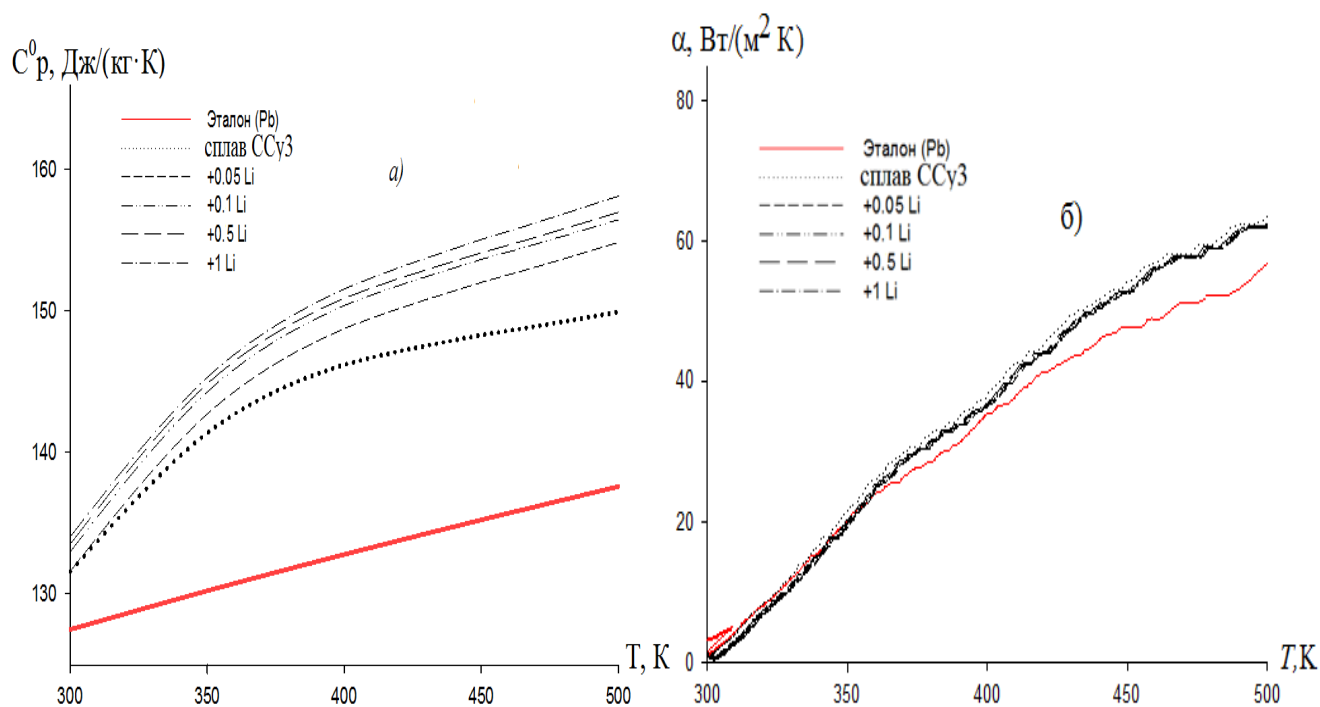 C⁰р, Дж/(кг·К)
Эталон (Pb)
сплав ССу3
+0.05 Li
+0.1 Li
+0.5 Li
+1 Li
а)
160
150
140
130
300 350 400 450 500
Т, К
α, Вт/(м² К)
Эталон (Pb)
сплав ССу3
+0.05 Li
+0.1 Li
+0.5 Li
+1 Li
б)
80
60
40
20
0
300 350 400 450 500
T,K